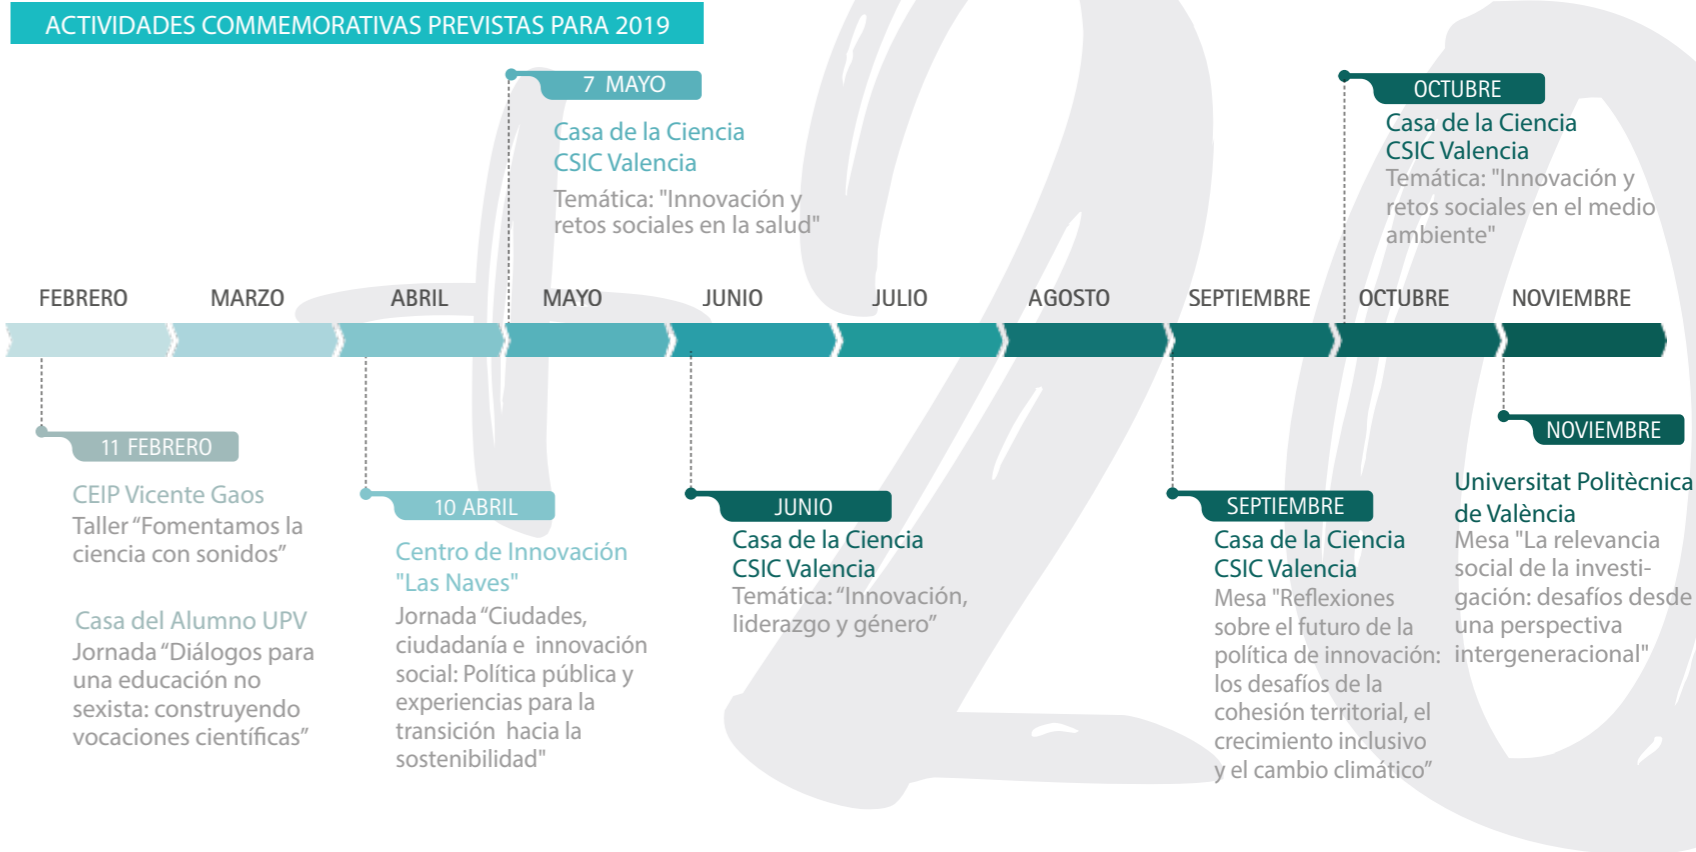 ACTIVIDADES COMMEMORATIVAS PREVISTAS PARA 2019
7 MAYO
Casa de la Ciencia
CSIC Valencia
Temática: "Innovación y
retos sociales en la salud"
OCTUBRE
Casa de la Ciencia
CSIC Valencia
Temática: "Innovación y
retos sociales en el medio
ambiente"
FEBRERO MARZO ABRIL MAYO JUNIO JULIO AGOSTO SEPTIEMBRE OCTUBRE NOVIEMBRE
11 FEBRERO
CEIP Vicente Gaos
Taller “Fomentamos la
ciencia con sonidos”
Casa del Alumno UPV
Jornada “Diálogos para
una educación no
sexista: construyendo
vocaciones científicas”
10 ABRIL
Centro de Innovación
"Las Naves"
Jornada “Ciudades,
ciudadanía e innovación
social: Política pública y
experiencias para la
transición hacia la
sostenibilidad"
JUNIO
Casa de la Ciencia
CSIC Valencia
Temática: “Innovación,
liderazgo y género”
SEPTIEMBRE
Casa de la Ciencia
CSIC Valencia
Mesa "Reflexiones
sobre el futuro de la
política de innovación:
los desafíos de la
cohesión territorial, el
crecimiento inclusivo
y el cambio climático”
NOVIEMBRE
Universitat Politècnica
de València
Mesa "La relevancia
social de la investi-
gación: desafíos desde
una perspectiva
intergeneracional"
+20